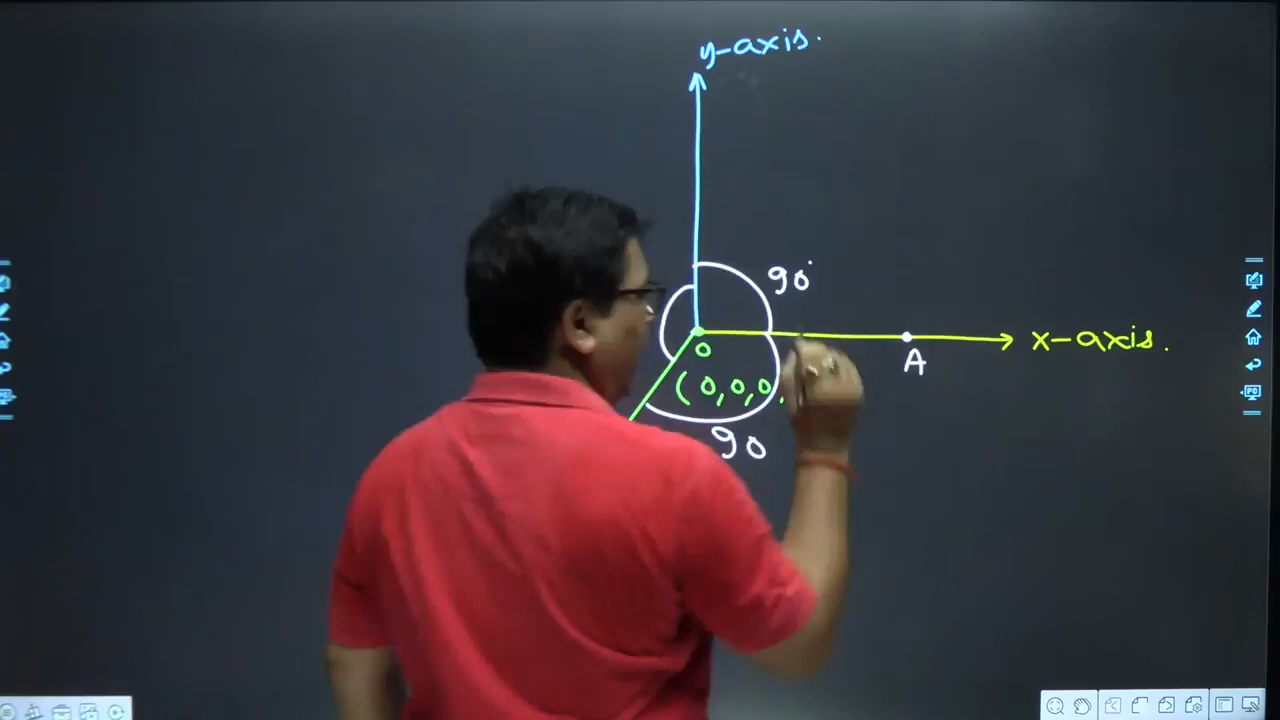 y-axis.
90°
x-axis.
O
A
(0,0,0,
90